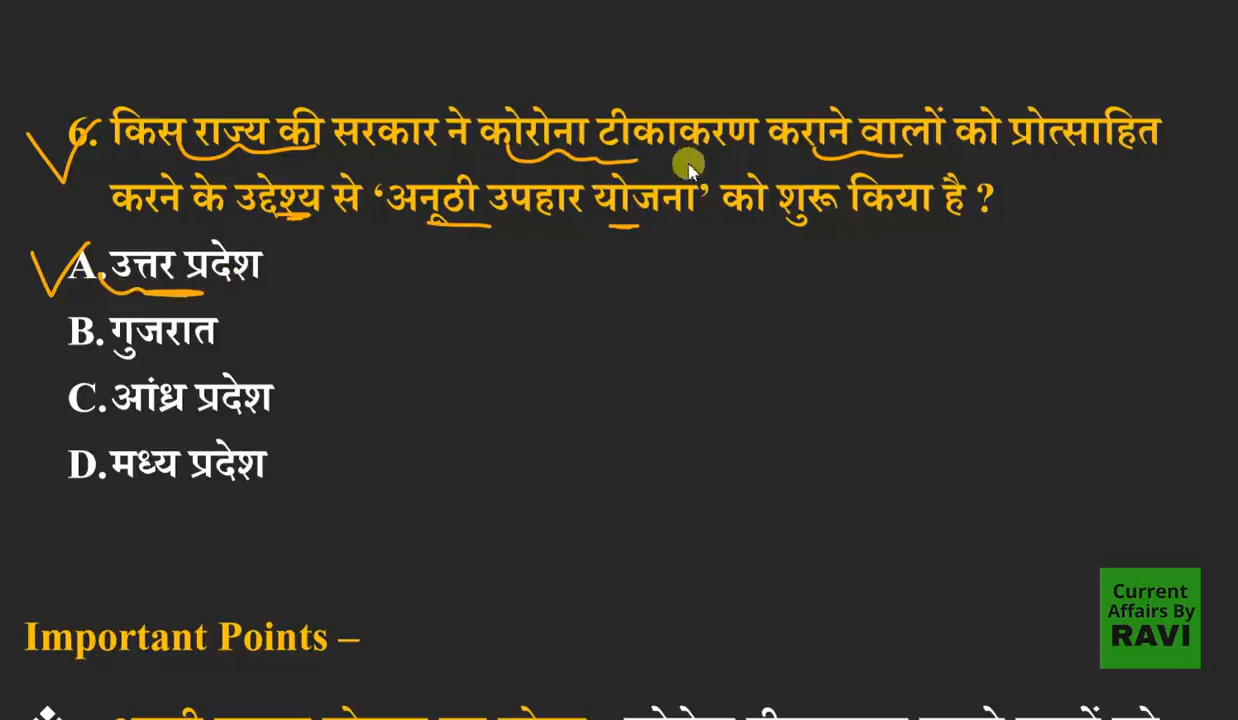 6. किस राज्य की सरकार ने कोरोना टीकाकरण कराने वालों को प्रोत्साहित
करने के उद्देश्य से ‘अनूठी उपहार योजना’ को शुरू किया है ?
A. उत्तर प्रदेश
B. गुजरात
C. आंध्र प्रदेश
D. मध्य प्रदेश
Current
Affairs By
RAVI
Important Points –